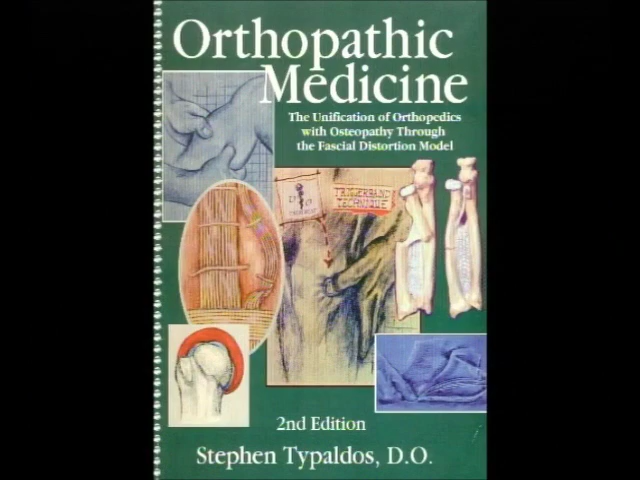 Orthopathic
Medicine
The Unification of Orthopedics
with Osteopathy Through
the Fascial Distortion Model
TRIGGERBAND
TECHNIQUE
2nd Edition
Stephen Typaldos, D.O.